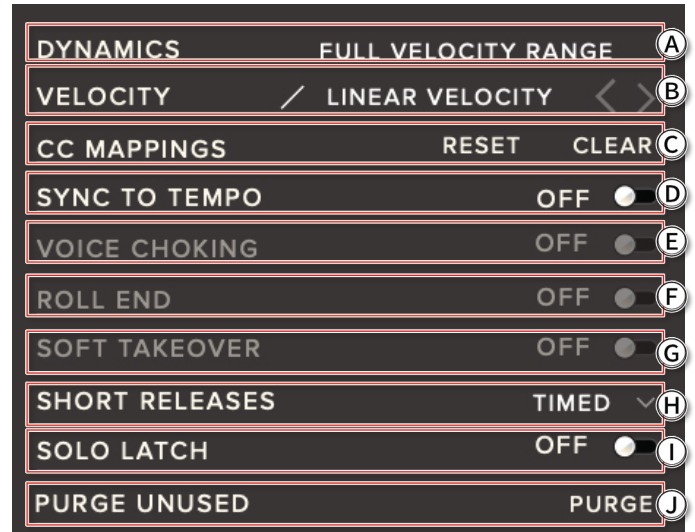 DYNAMICS FULL VELOCITY RANGE A
VELOCITY LINEAR VELOCITY B
CC MAPPINGS RESET CLEAR C
SYNC TO TEMPO OFF D
VOICE CHOKING OFF E
ROLL END OFF F
SOFT TAKEOVER OFF G
SHORT RELEASES TIMED H
SOLO LATCH OFF I
PURGE UNUSED PURGE J